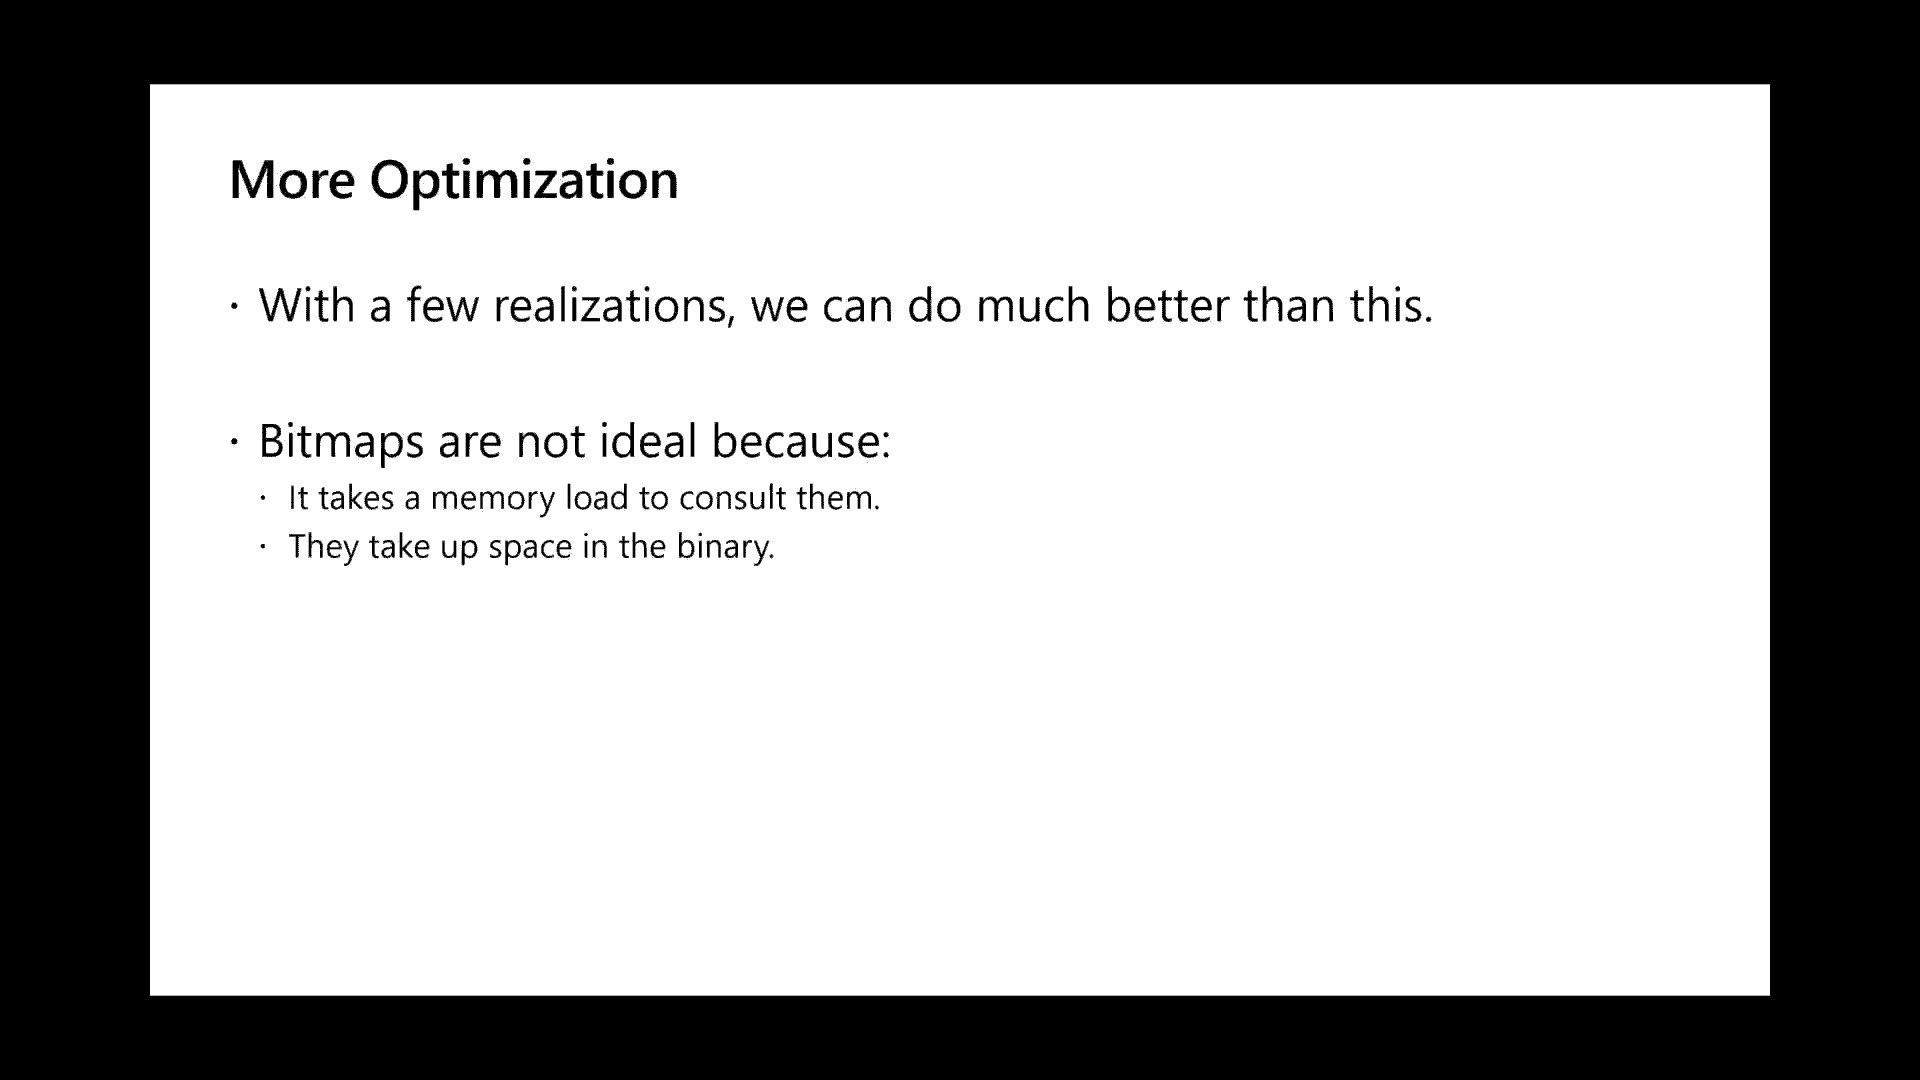 More Optimization
· With a few realizations, we can do much better than this.
· Bitmaps are not ideal because:
· It takes a memory load to consult them.
· They take up space in the binary.